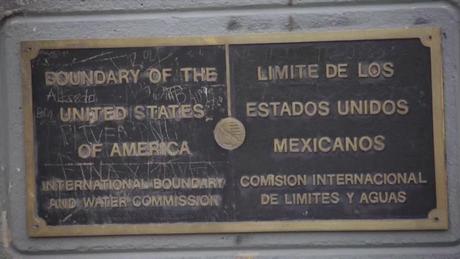 BOUNDARY OF THE
UNITED STATES
OF AMERICA
INTERNATIONAL BOUNDARY
AND WATER COMMISSION
LIMITE DE LOS
ESTADOS UNIDOS
MEXICANOS
COMISION INTERNACIONAL
DE LIMITES Y AGUAS